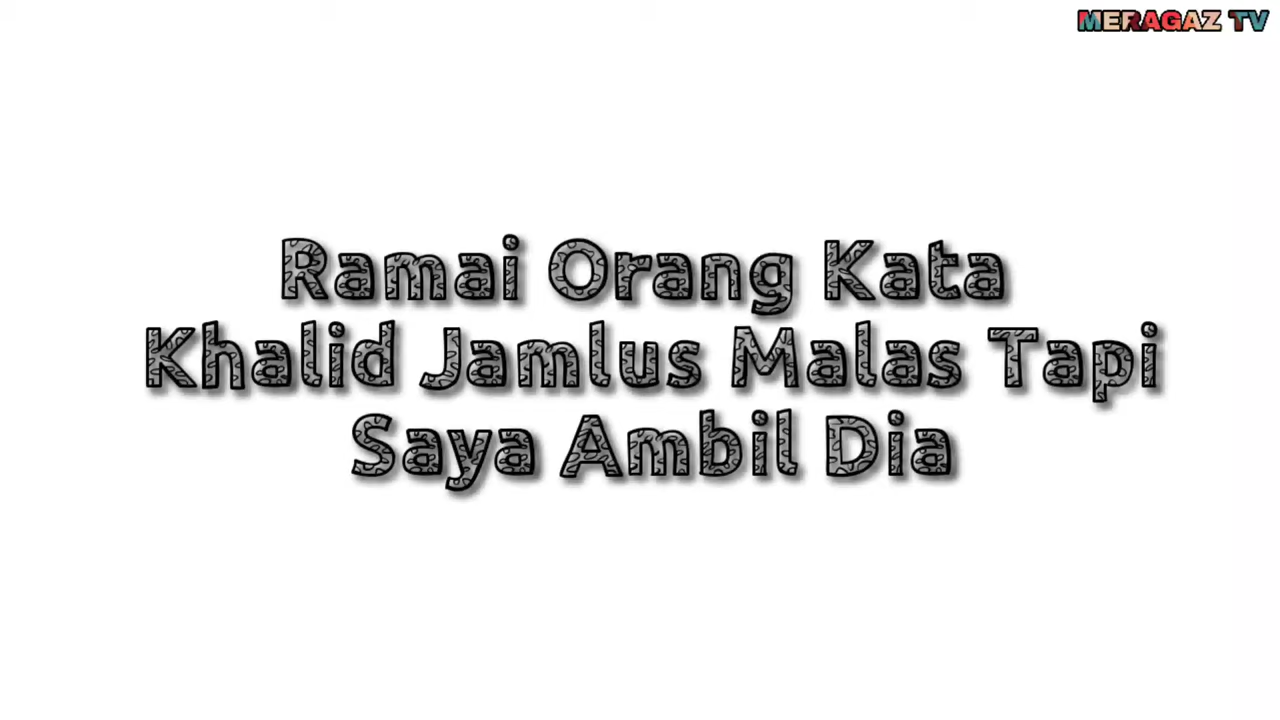 MERAGAZ TV
Ramai Orang Kata
Khalid Jamlus Malas Tapi
Saya Ambil Dia